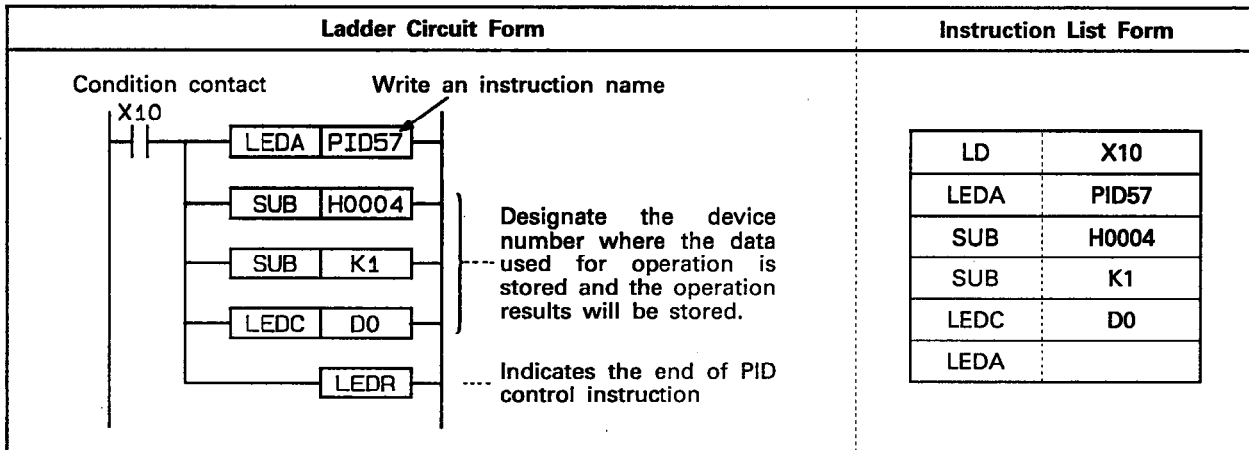 Ladder Circuit Form
Instruction List Form
Condition contact
Write an instruction name
X10
LEDA PID57
SUB H0004
SUB K1
LEDC D0
LEDR
Designate the device
number where the data
used for operation is
stored and the operation
results will be stored.
Indicates the end of PID
control instruction
LD X10
LEDA PID57
SUB H0004
SUB K1
LEDC D0
LEDA